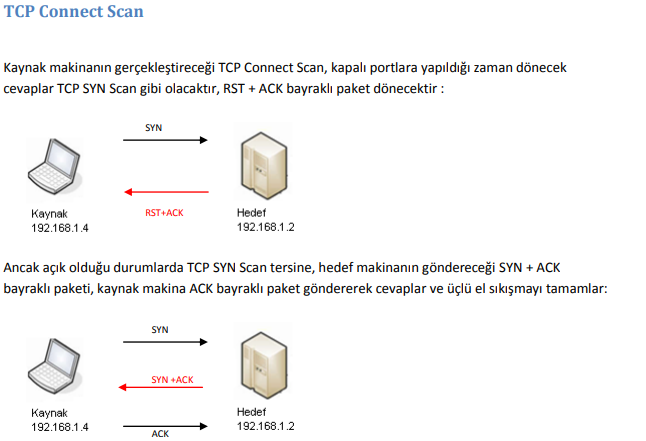 TCP Connect Scan
Kaynak makinanın gerçekleştireceği TCP Connect Scan, kapalı portlara yapıldığı zaman dönecek
cevaplar TCP SYN Scan gibi olacaktır, RST + ACK bayraklı paket dönecektir :
SYN
RST+ACK
Kaynak
192.168.1.4
Hedef
192.168.1.2
Ancak açık olduğu durumlarda TCP SYN Scan tersine, hedef makinanın göndereceği SYN + ACK
bayraklı paketi, kaynak makina ACK bayraklı paket göndererek cevaplar ve üçlü el sıkışmayı tamamlar:
SYN
SYN +ACK
Kaynak
192.168.1.4
Hedef
192.168.1.2
ACK